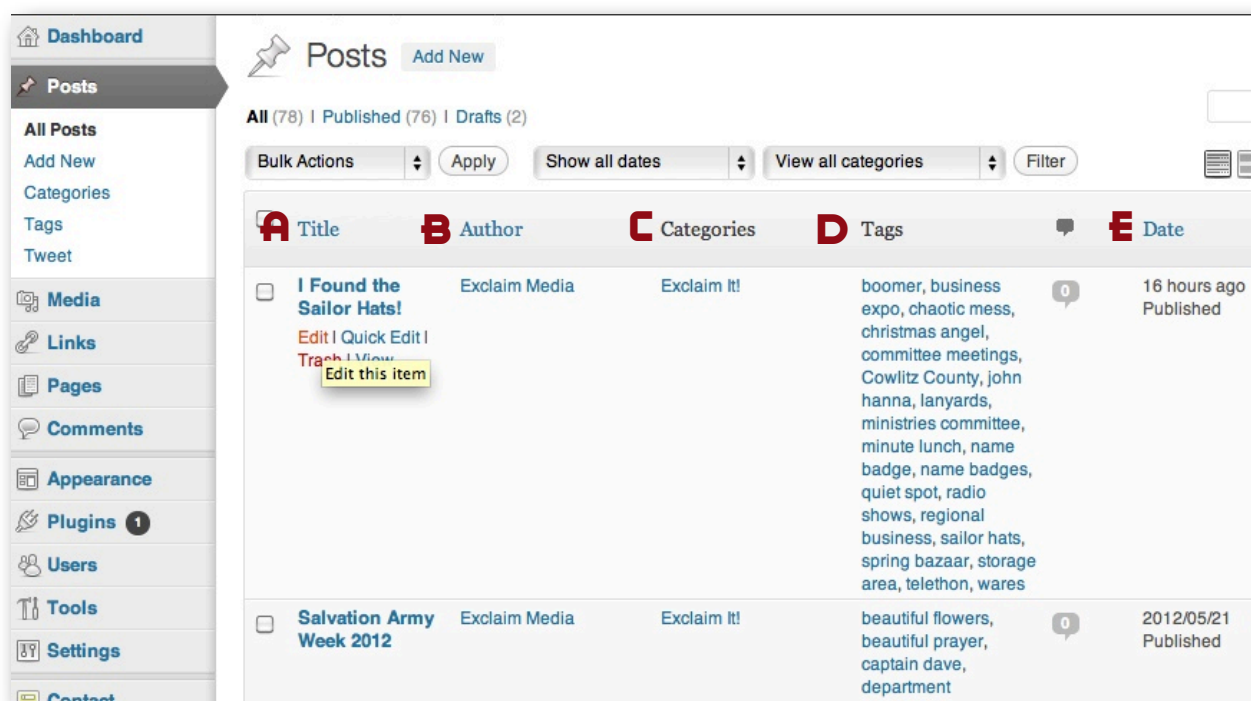 Dashboard
Posts
All Posts
Add New
Categories
Tags
Tweet
Media
Links
Pages
Comments
Appearance
Plugins 1
Users
Tools
Settings
Contact
Posts Add New
All (78) | Published (76) | Drafts (2)
Bulk Actions Apply Show all dates View all categories Filter
A Title B Author C Categories D Tags E Date
I Found the
Sailor Hats!
Edit | Quick Edit |
Trash | View
Edit this item
Exclaim Media
Exclaim It!
boomer, business
expo, chaotic mess,
christmas angel,
committee meetings,
Cowlitz County, john
hanna, lanyards,
ministries committee,
minute lunch, name
badge, name badges,
quiet spot, radio
shows, regional
business, sailor hats,
spring bazaar, storage
area, telethon, wares
0
16 hours ago
Published
Salvation Army
Week 2012
Exclaim Media
Exclaim It!
beautiful flowers,
beautiful prayer,
captain dave,
department
0
2012/05/21
Published